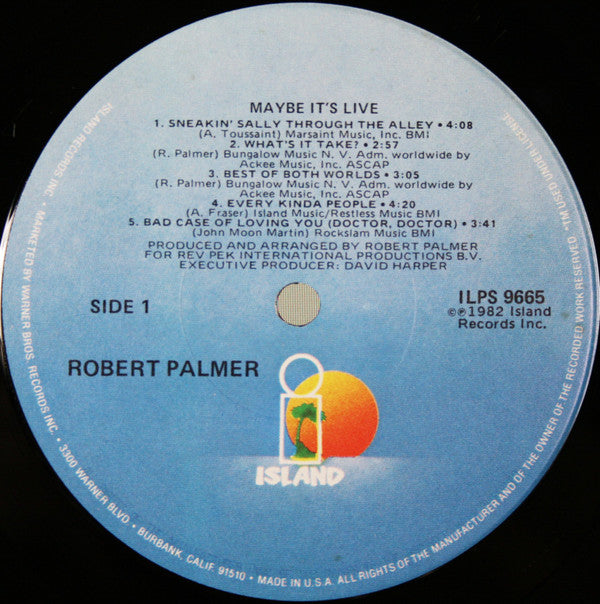 MAYBE IT'S LIVE
1. SNEAKIN' SALLY THROUGH THE ALLEY • 4:08
(A. Toussaint) Marsaint Music, Inc. BMI
2. WHAT'S IT TAKE? • 2:57
(R. Palmer) Bungalow Music N. V. Adm. worldwide by
Ackee Music, Inc. ASCAP
3. BEST OF BOTH WORLDS • 3:05
(R. Palmer) Bungalow Music N. V. Adm. worldwide by
Ackee Music, Inc. ASCAP
4. EVERY KINDA PEOPLE • 4:20
(A. Fraser) Island Music/Restless Music BMI
5. BAD CASE OF LOVING YOU (DOCTOR, DOCTOR) • 3:41
(John Moon Martin) Rockslam Music BMI
PRODUCED AND ARRANGED BY ROBERT PALMER
FOR REV PEK INTERNATIONAL PRODUCTIONS B.V.
EXECUTIVE PRODUCER: DAVID HARPER
SIDE 1
ILPS 9665
©℗1982 Island
Records Inc.
ROBERT PALMER
ISLAND
ISLAND RECORDS INC. • MARKETED BY WARNER BROS. RECORDS INC. • 3300 WARNER BLVD • BURBANK, CALIF. 91510 • MADE IN U.S.A. ALL RIGHTS OF THE MANUFACTURER AND OF THE OWNER OF THE RECORDED WORK RESERVED. "TM USED UNDER LICENSE"